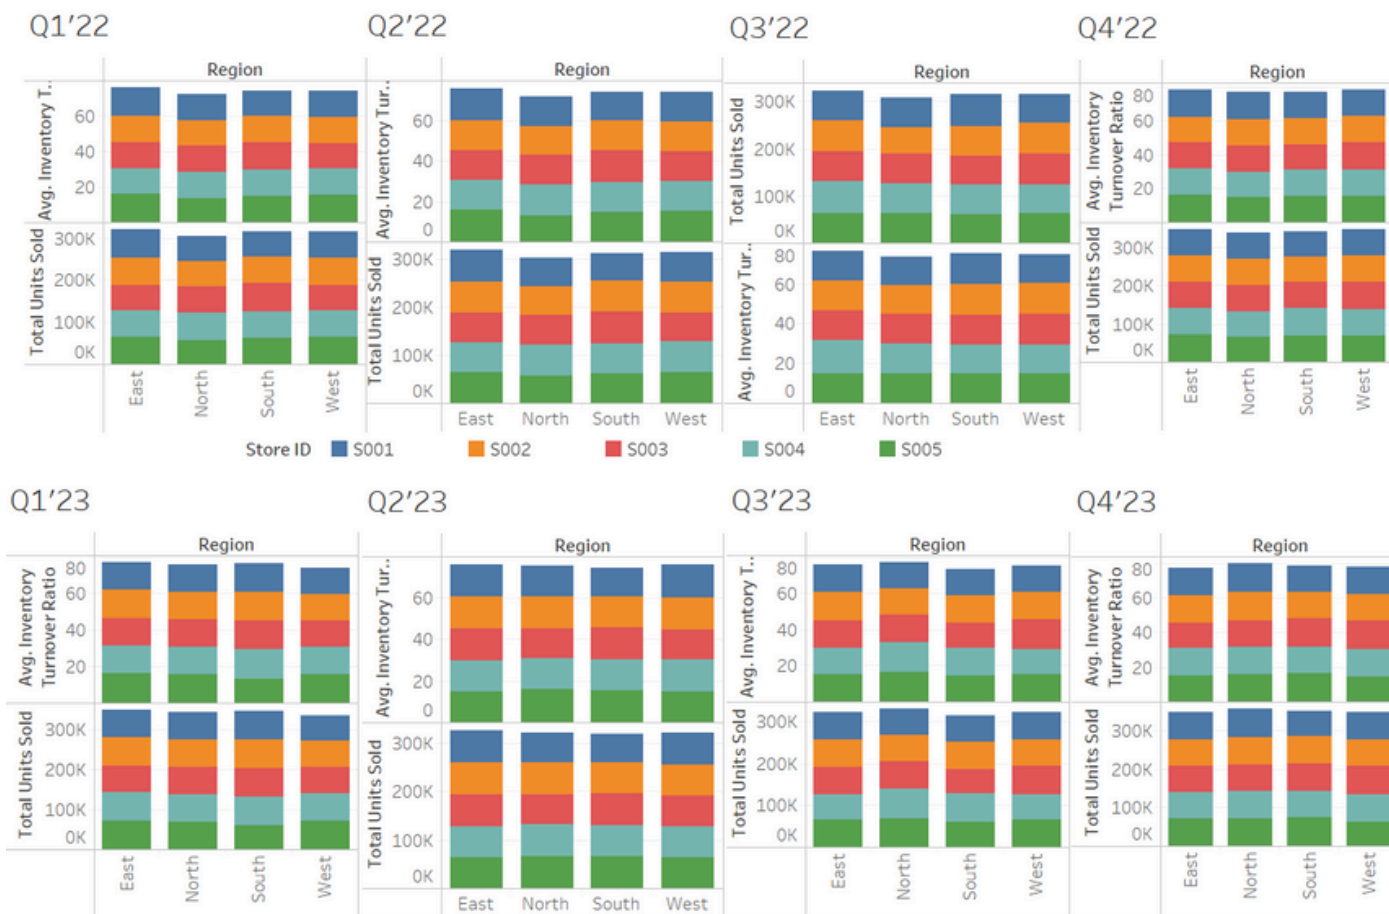 Q1'22
Region
Avg. Inventory T..
60
40
20
Total Units Sold
300K
200K
100K
0K
East
North
South
West
Q2'22
Region
Avg. Inventory Tur..
60
40
20
0
Total Units Sold
300K
200K
100K
0K
East
North
South
West
Q3'22
Region
Total Units Sold
300K
200K
100K
0K
Avg. Inventory Tur..
80
60
40
20
0
East
North
South
West
Q4'22
Region
Avg. Inventory
Turnover Ratio
80
60
40
20
Total Units Sold
300K
200K
100K
0K
East
North
South
West
Store ID S001 S002 S003 S004 S005
Q1'23
Region
Avg. Inventory
Turnover Ratio
80
60
40
20
Total Units Sold
300K
200K
100K
0K
East
North
South
West
Q2'23
Region
Avg. Inventory Tur..
60
40
20
0
Total Units Sold
300K
200K
100K
0K
East
North
South
West
Q3'23
Region
Avg. Inventory T..
80
60
40
20
Total Units Sold
300K
200K
100K
0K
East
North
South
West
Q4'23
Region
Avg. Inventory
Turnover Ratio
80
60
40
20
Total Units Sold
300K
200K
100K
0K
East
North
South
West